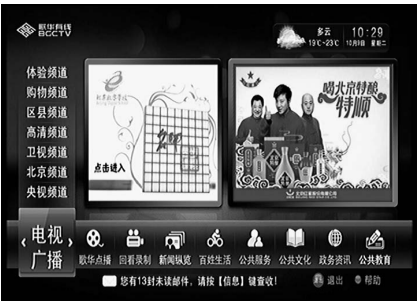 歌华有线
BGCTV
多云
19℃~23℃
10:29
10月9日 星期二
体验频道
购物频道
区县频道
高清频道
卫视频道
北京频道
央视频道
点击进入
喝北京特酿
特顺
电视
广播
歌华点播
回看录制
新闻纵览
百姓生活
公共服务
公共文化
政务资讯
公共教育
您有13封未读邮件，请按【信息】键查收!
退出
帮助